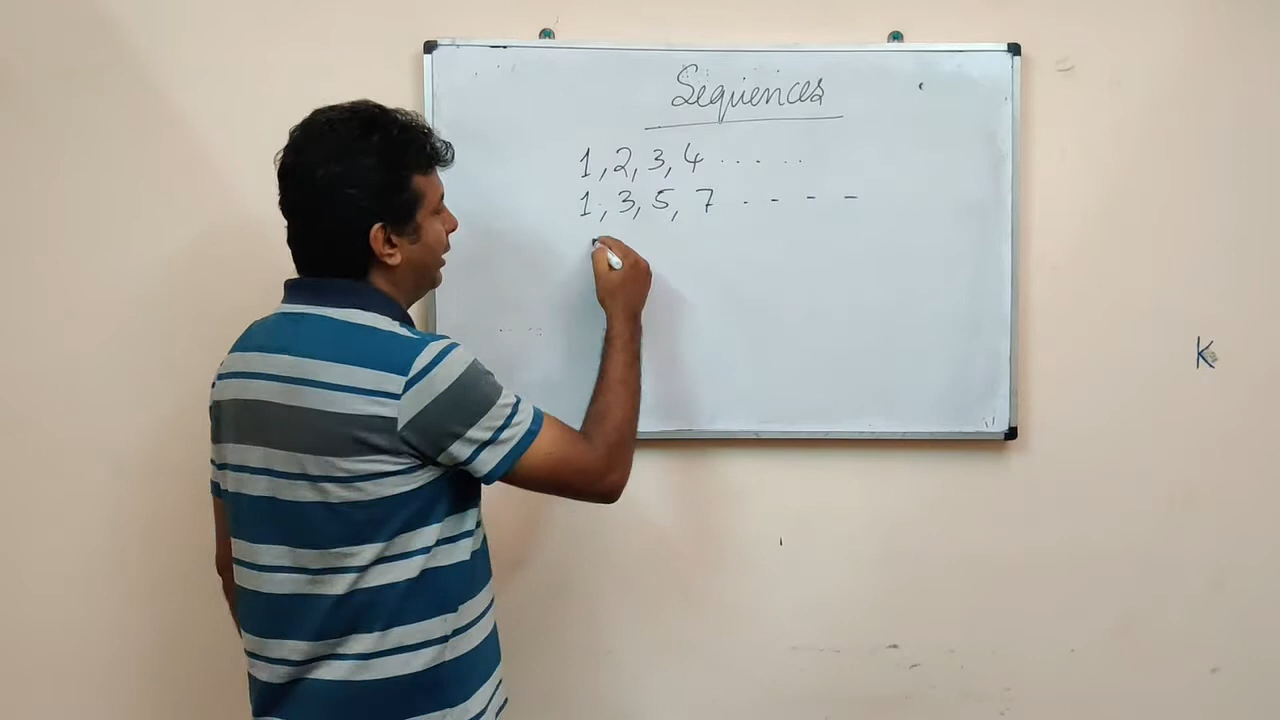 Sequences
1, 2, 3, 4 . . . . .
1, 3, 5, 7 . - - -
K